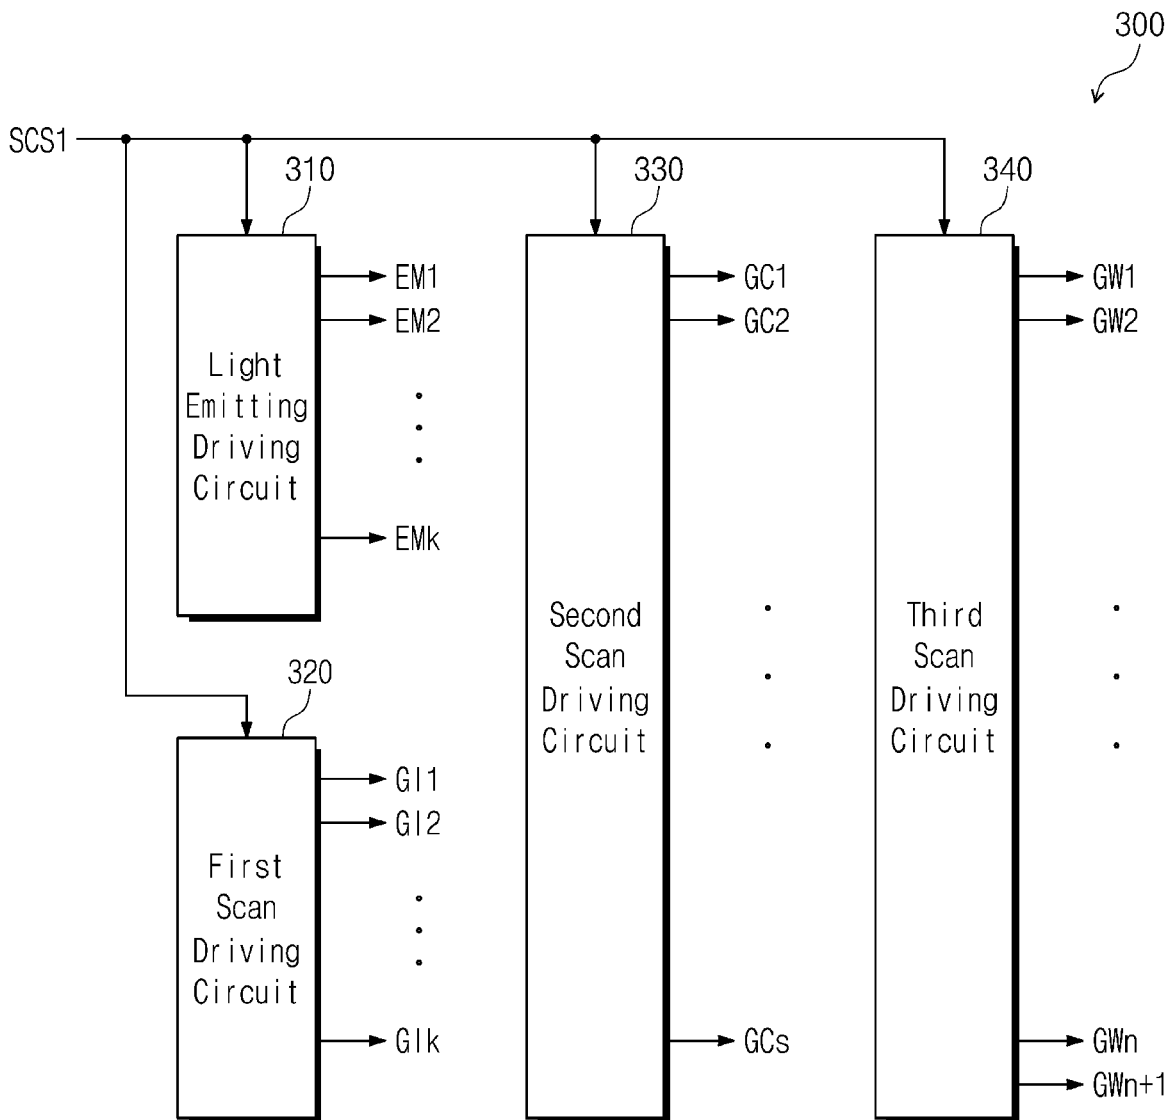 300
SCS1
310
330
340
Light
Emitting
Driving
Circuit
EM1
EM2
EMk
320
First
Scan
Driving
Circuit
GI1
GI2
GIk
Second
Scan
Driving
Circuit
GC1
GC2
GCs
Third
Scan
Driving
Circuit
GW1
GW2
GWn
GWn+1